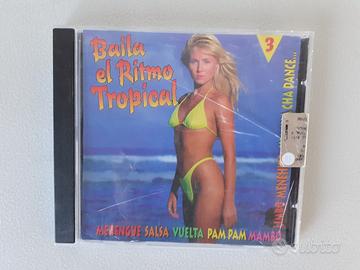 Baila
el Ritmo
Tropical
3
CHA DANCE...
MERENGUE SALSA VUELTA PAM PAM MAMBO
subito